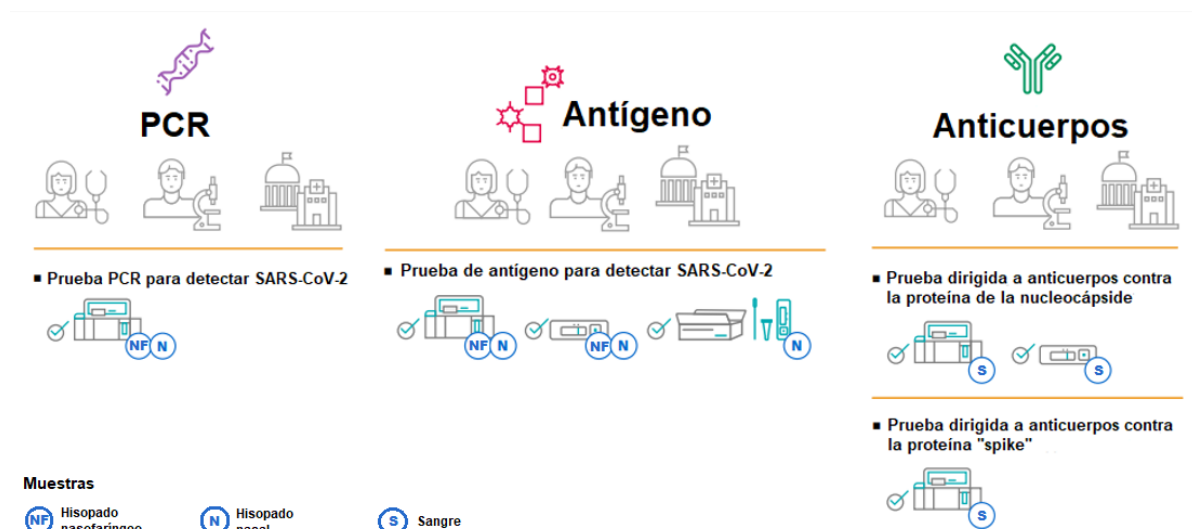 PCR
Antígeno
Anticuerpos
■ Prueba PCR para detectar SARS-CoV-2
NF N
■ Prueba de antígeno para detectar SARS-CoV-2
NF N
NF N
N
■ Prueba dirigida a anticuerpos contra
la proteína de la nucleocápside
S
S
■ Prueba dirigida a anticuerpos contra
la proteína "spike"
S
Muestras
NF Hisopado
nasofaríngeo
N Hisopado
nasal
S Sangre